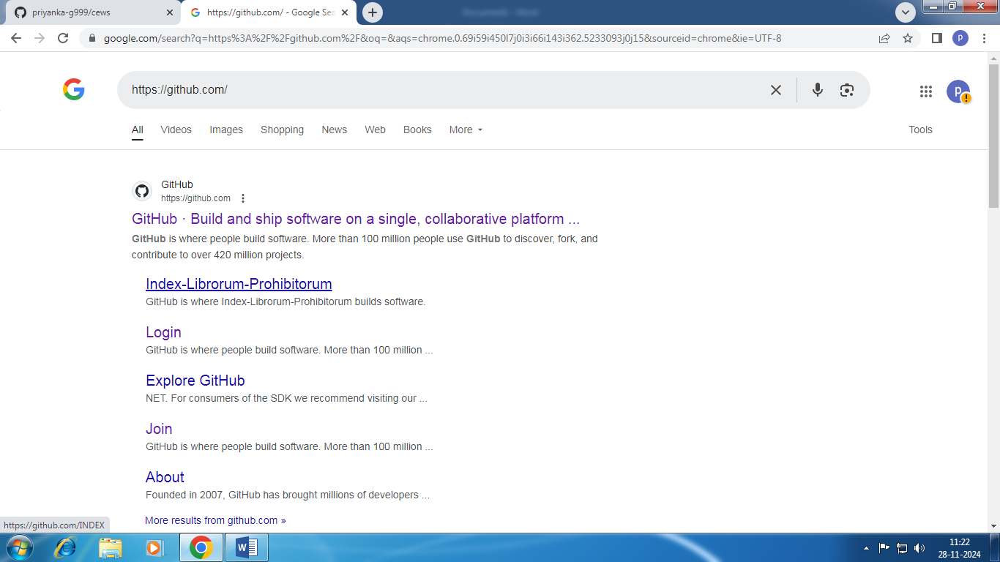 priyanka-g999/cews
https://github.com/ - Google Sea
google.com/search?q=https%3A%2F%2Fgithub.com%2F&oq=&aqs=chrome.0.69i59i450l7j0i3i66i143i362.5233093j0j15&sourceid=chrome&ie=UTF-8
p
https://github.com/
p
All Videos Images Shopping News Web Books More Tools
GitHub
https://github.com
GitHub · Build and ship software on a single, collaborative platform ...
GitHub is where people build software. More than 100 million people use GitHub to discover, fork, and
contribute to over 420 million projects.
Index-Librorum-Prohibitorum
GitHub is where Index-Librorum-Prohibitorum builds software.
Login
GitHub is where people build software. More than 100 million ...
Explore GitHub
NET. For consumers of the SDK we recommend visiting our ...
Join
GitHub is where people build software. More than 100 million ...
About
Founded in 2007, GitHub has brought millions of developers ...
More results from github.com »
https://github.com/INDEX
W
11:22
28-11-2024